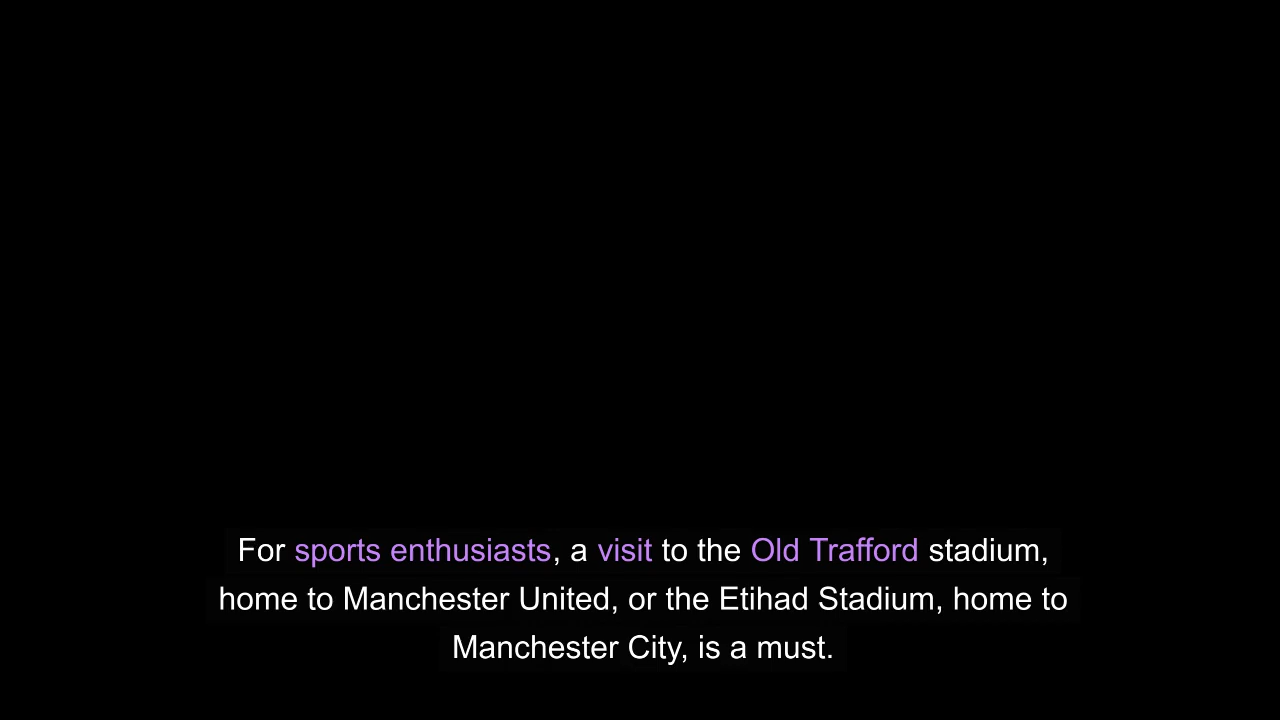 For sports enthusiasts, a visit to the Old Trafford stadium,
home to Manchester United, or the Etihad Stadium, home to
Manchester City, is a must.